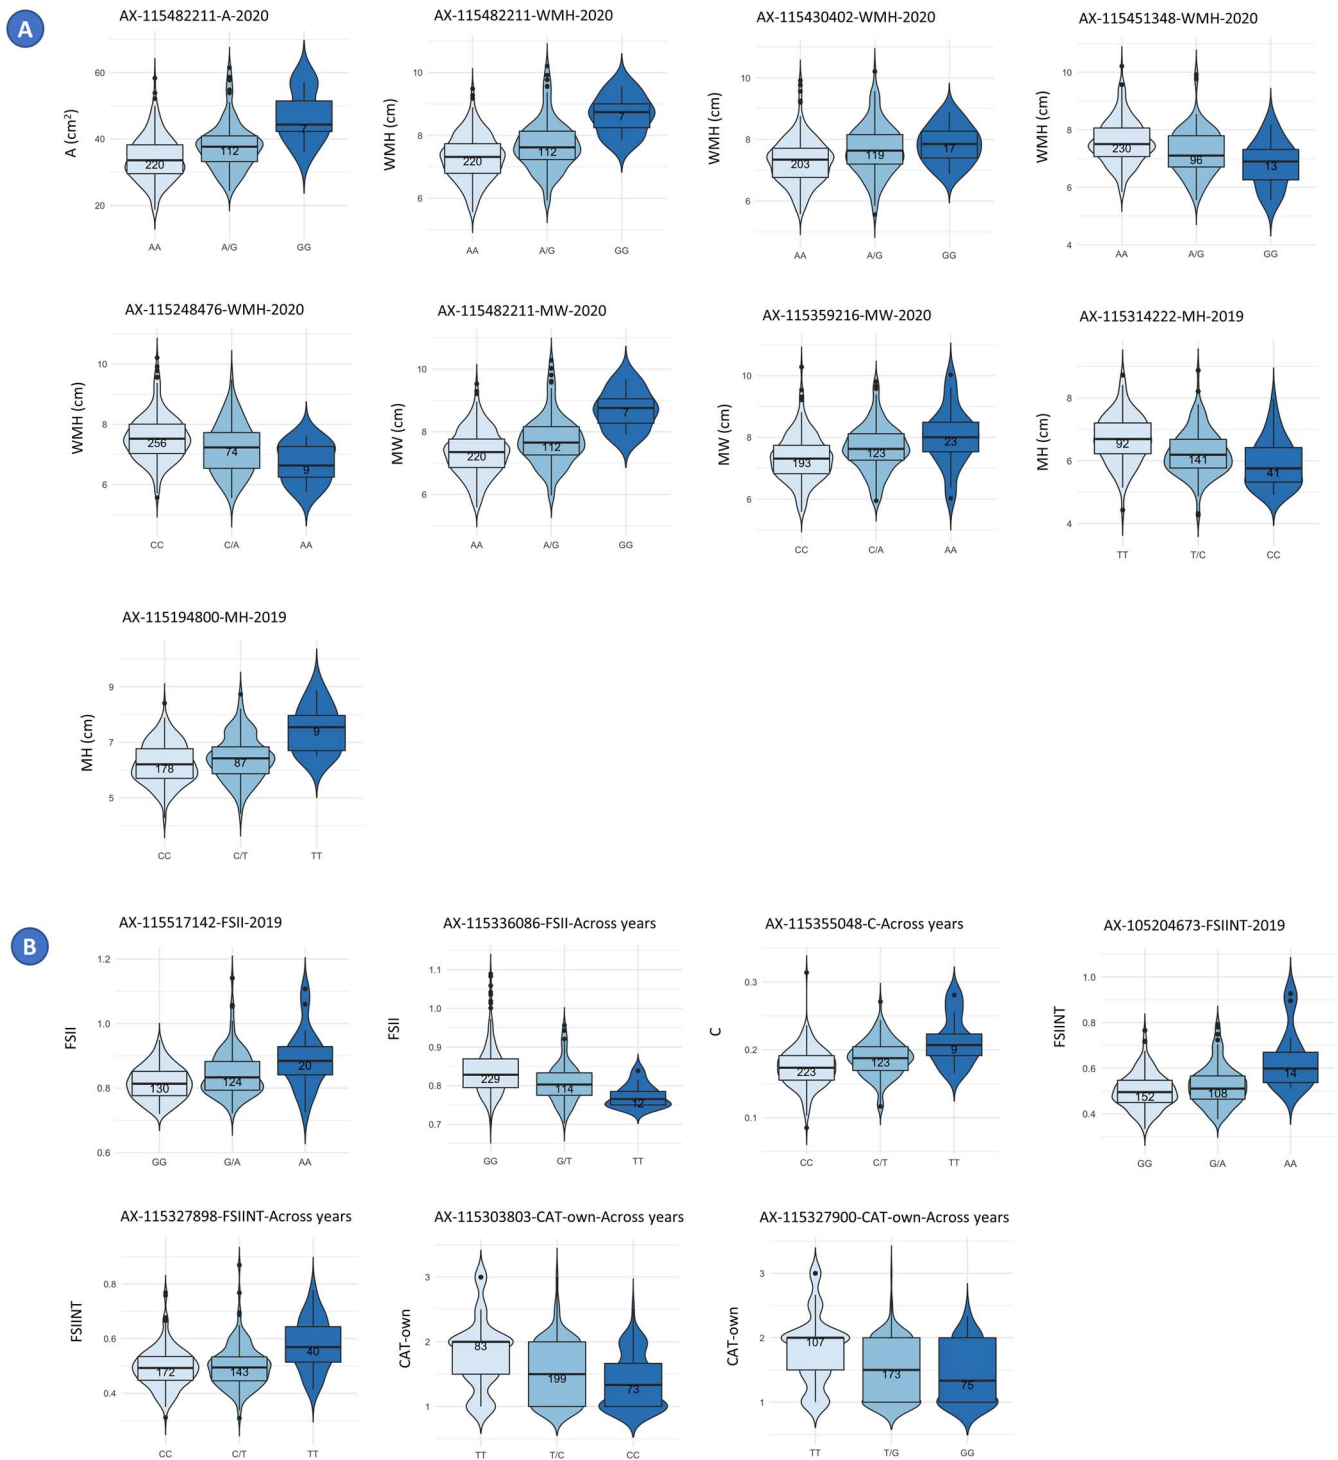 A
AX-115482211-A-2020
A (cm²)
60
40
20
220
112
7
AA
A/G
GG
AX-115482211-WMH-2020
WMH (cm)
10
8
6
220
112
7
AA
A/G
GG
AX-115430402-WMH-2020
WMH (cm)
10
8
6
203
119
17
AA
A/G
GG
AX-115451348-WMH-2020
WMH (cm)
10
8
6
4
230
96
13
AA
A/G
GG
AX-115248476-WMH-2020
WMH (cm)
10
8
6
256
74
9
CC
C/A
AA
AX-115482211-MW-2020
MW (cm)
10
8
6
220
112
7
AA
A/G
GG
AX-115359216-MW-2020
MW (cm)
10
8
6
193
123
23
CC
C/A
AA
AX-115314222-MH-2019
MH (cm)
8
6
4
92
141
41
TT
T/C
CC
AX-115194800-MH-2019
MH (cm)
9
7
5
178
87
9
CC
C/T
TT
B
AX-115517142-FSII-2019
FSII
1.2
1.0
0.8
0.6
130
124
20
GG
G/A
AA
AX-115336086-FSII-Across years
FSII
1.1
1.0
0.9
0.8
0.7
229
114
12
GG
G/T
TT
AX-115355048-C-Across years
C
0.3
0.2
0.1
223
123
9
CC
C/T
TT
AX-105204673-FSIINT-2019
FSIINT
1.0
0.8
0.6
0.4
152
108
14
GG
G/A
AA
AX-115327898-FSIINT-Across years
FSIINT
0.8
0.6
0.4
172
143
40
CC
C/T
TT
AX-115303803-CAT-own-Across years
CAT-own
3
2
1
83
199
73
TT
T/C
CC
AX-115327900-CAT-own-Across years
CAT-own
3
2
1
107
173
75
TT
T/G
GG